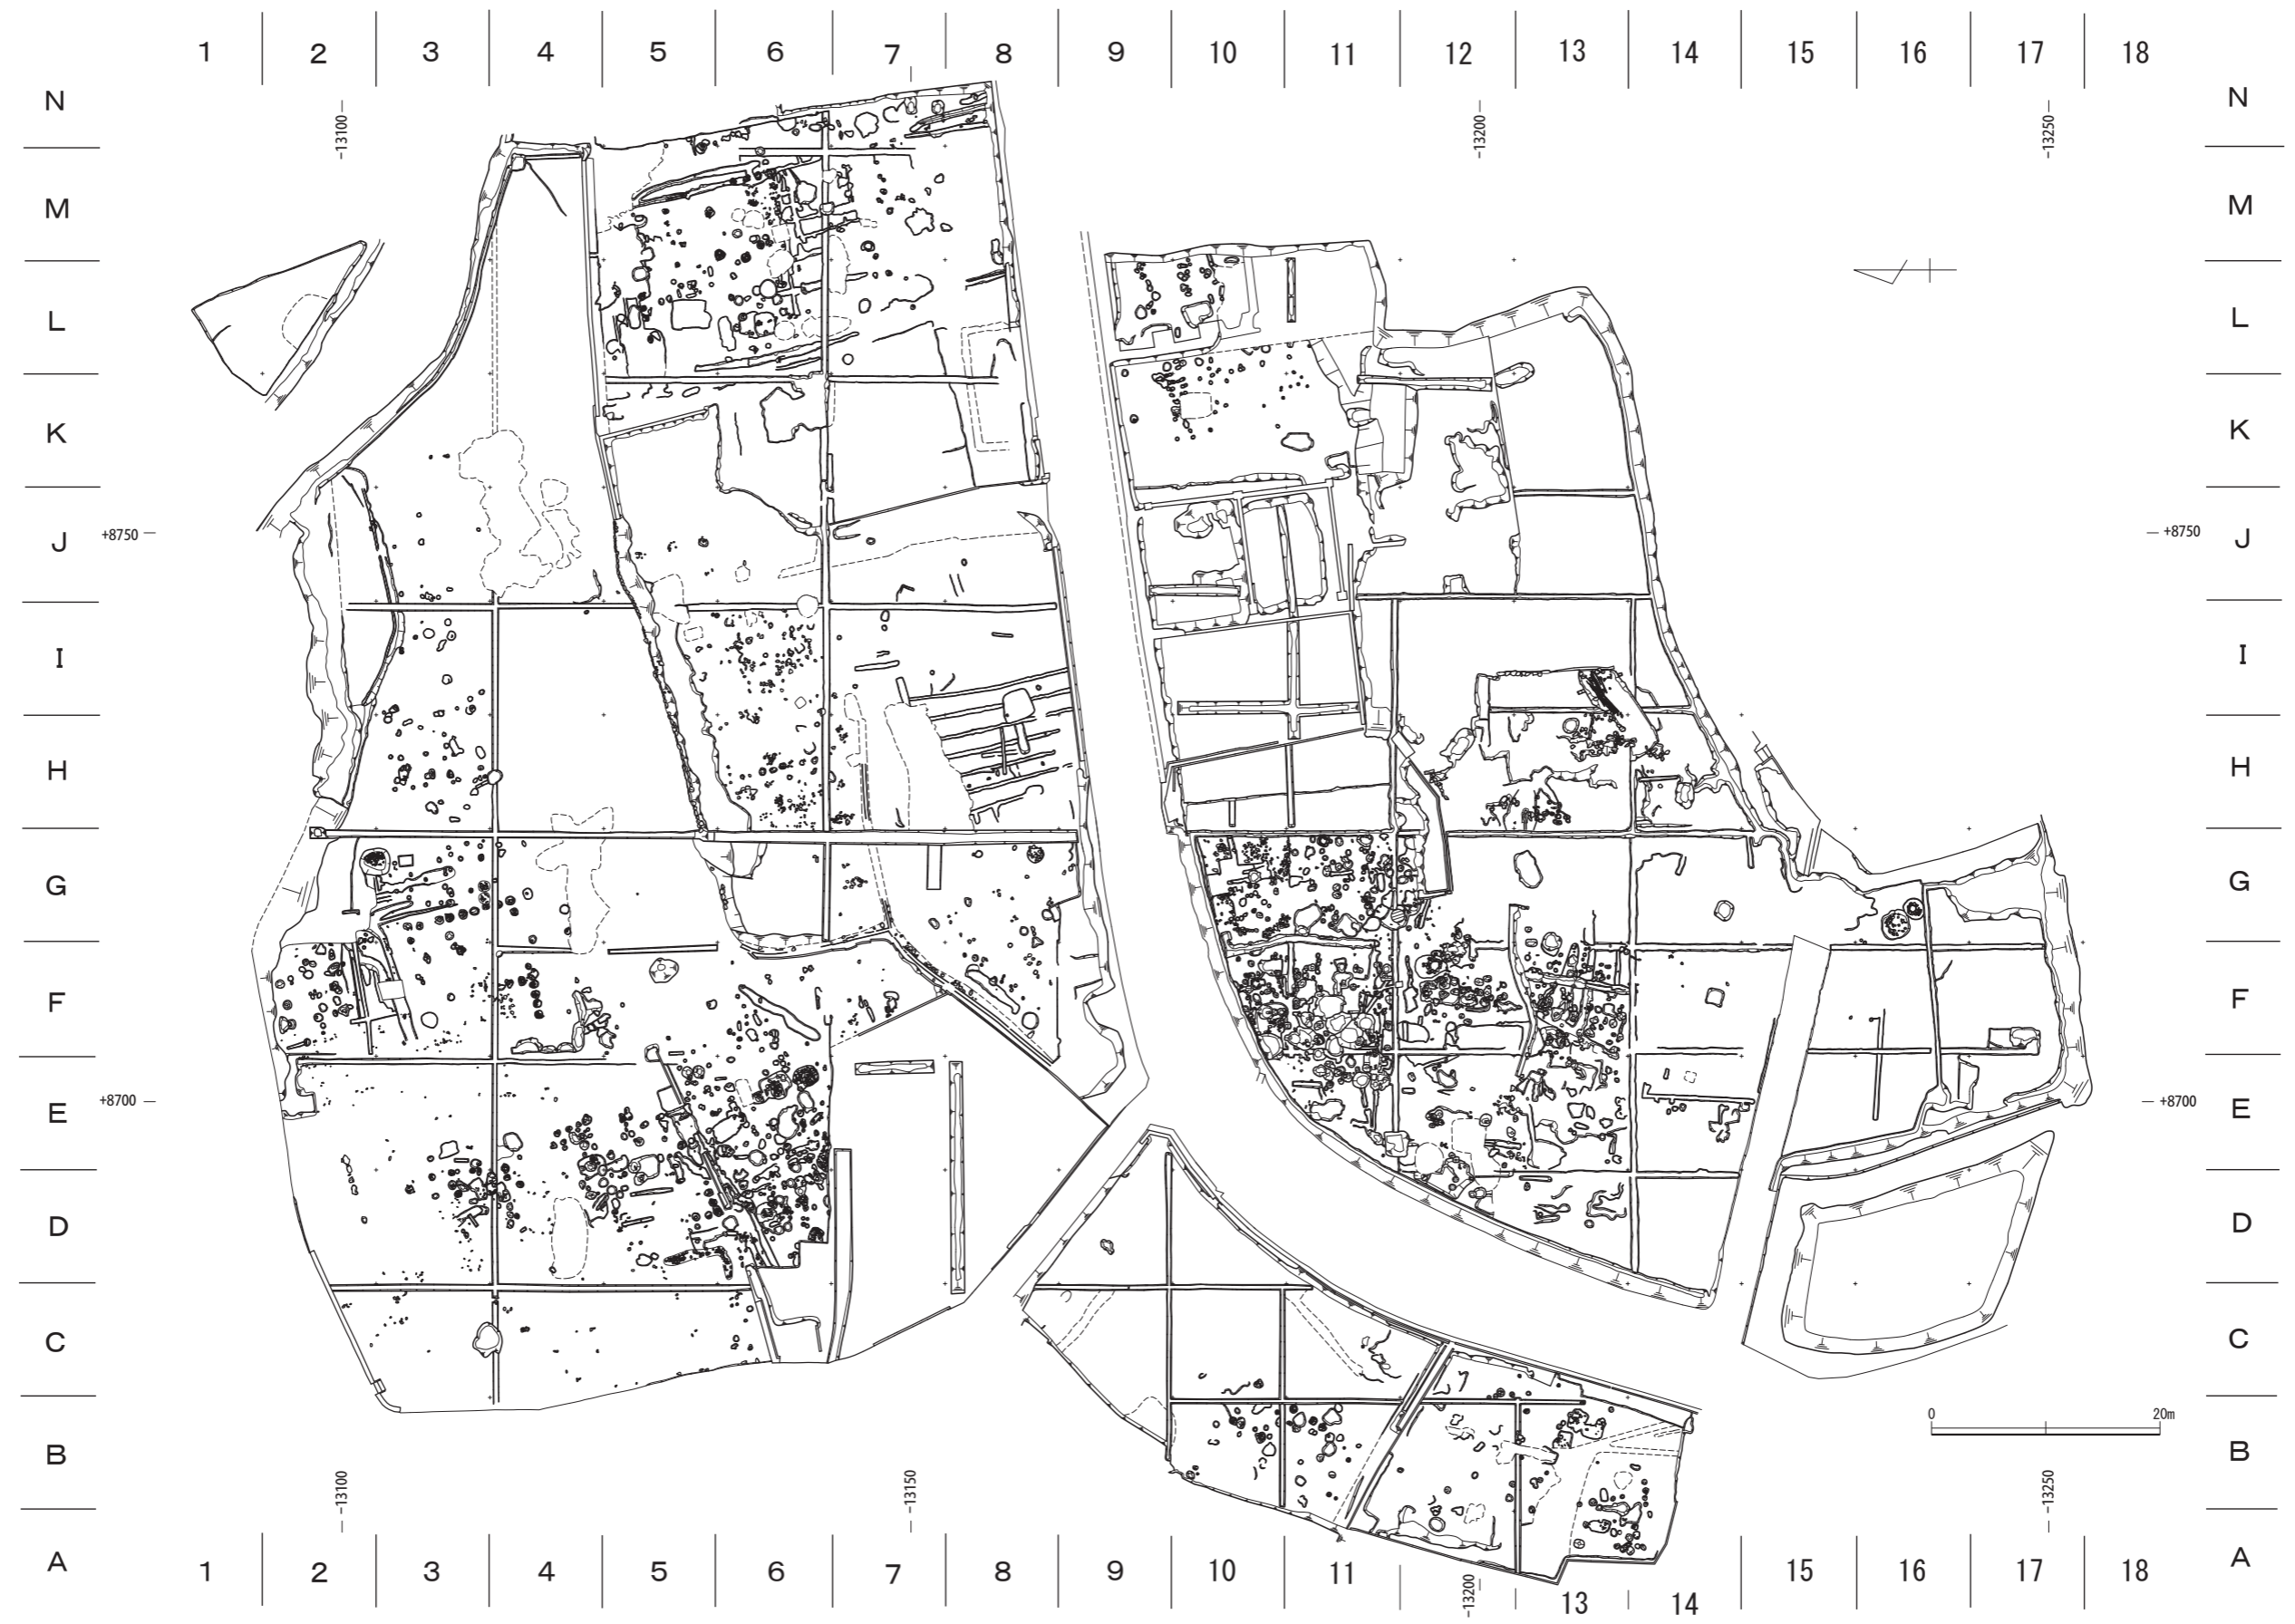 1 2 3 4 5 6 7 8 9 10 11 12 13 14 15 16 17 18
N N
-13100 -13200 -13250
M M
L L
K K
+8750 J +8750 J
I I
H H
G G
F F
+8700 E +8700 E
D D
C C
0 20m
B B
-13100 -13150 -13200 -13250
A A
1 2 3 4 5 6 7 8 9 10 11 12 13 14 15 16 17 18